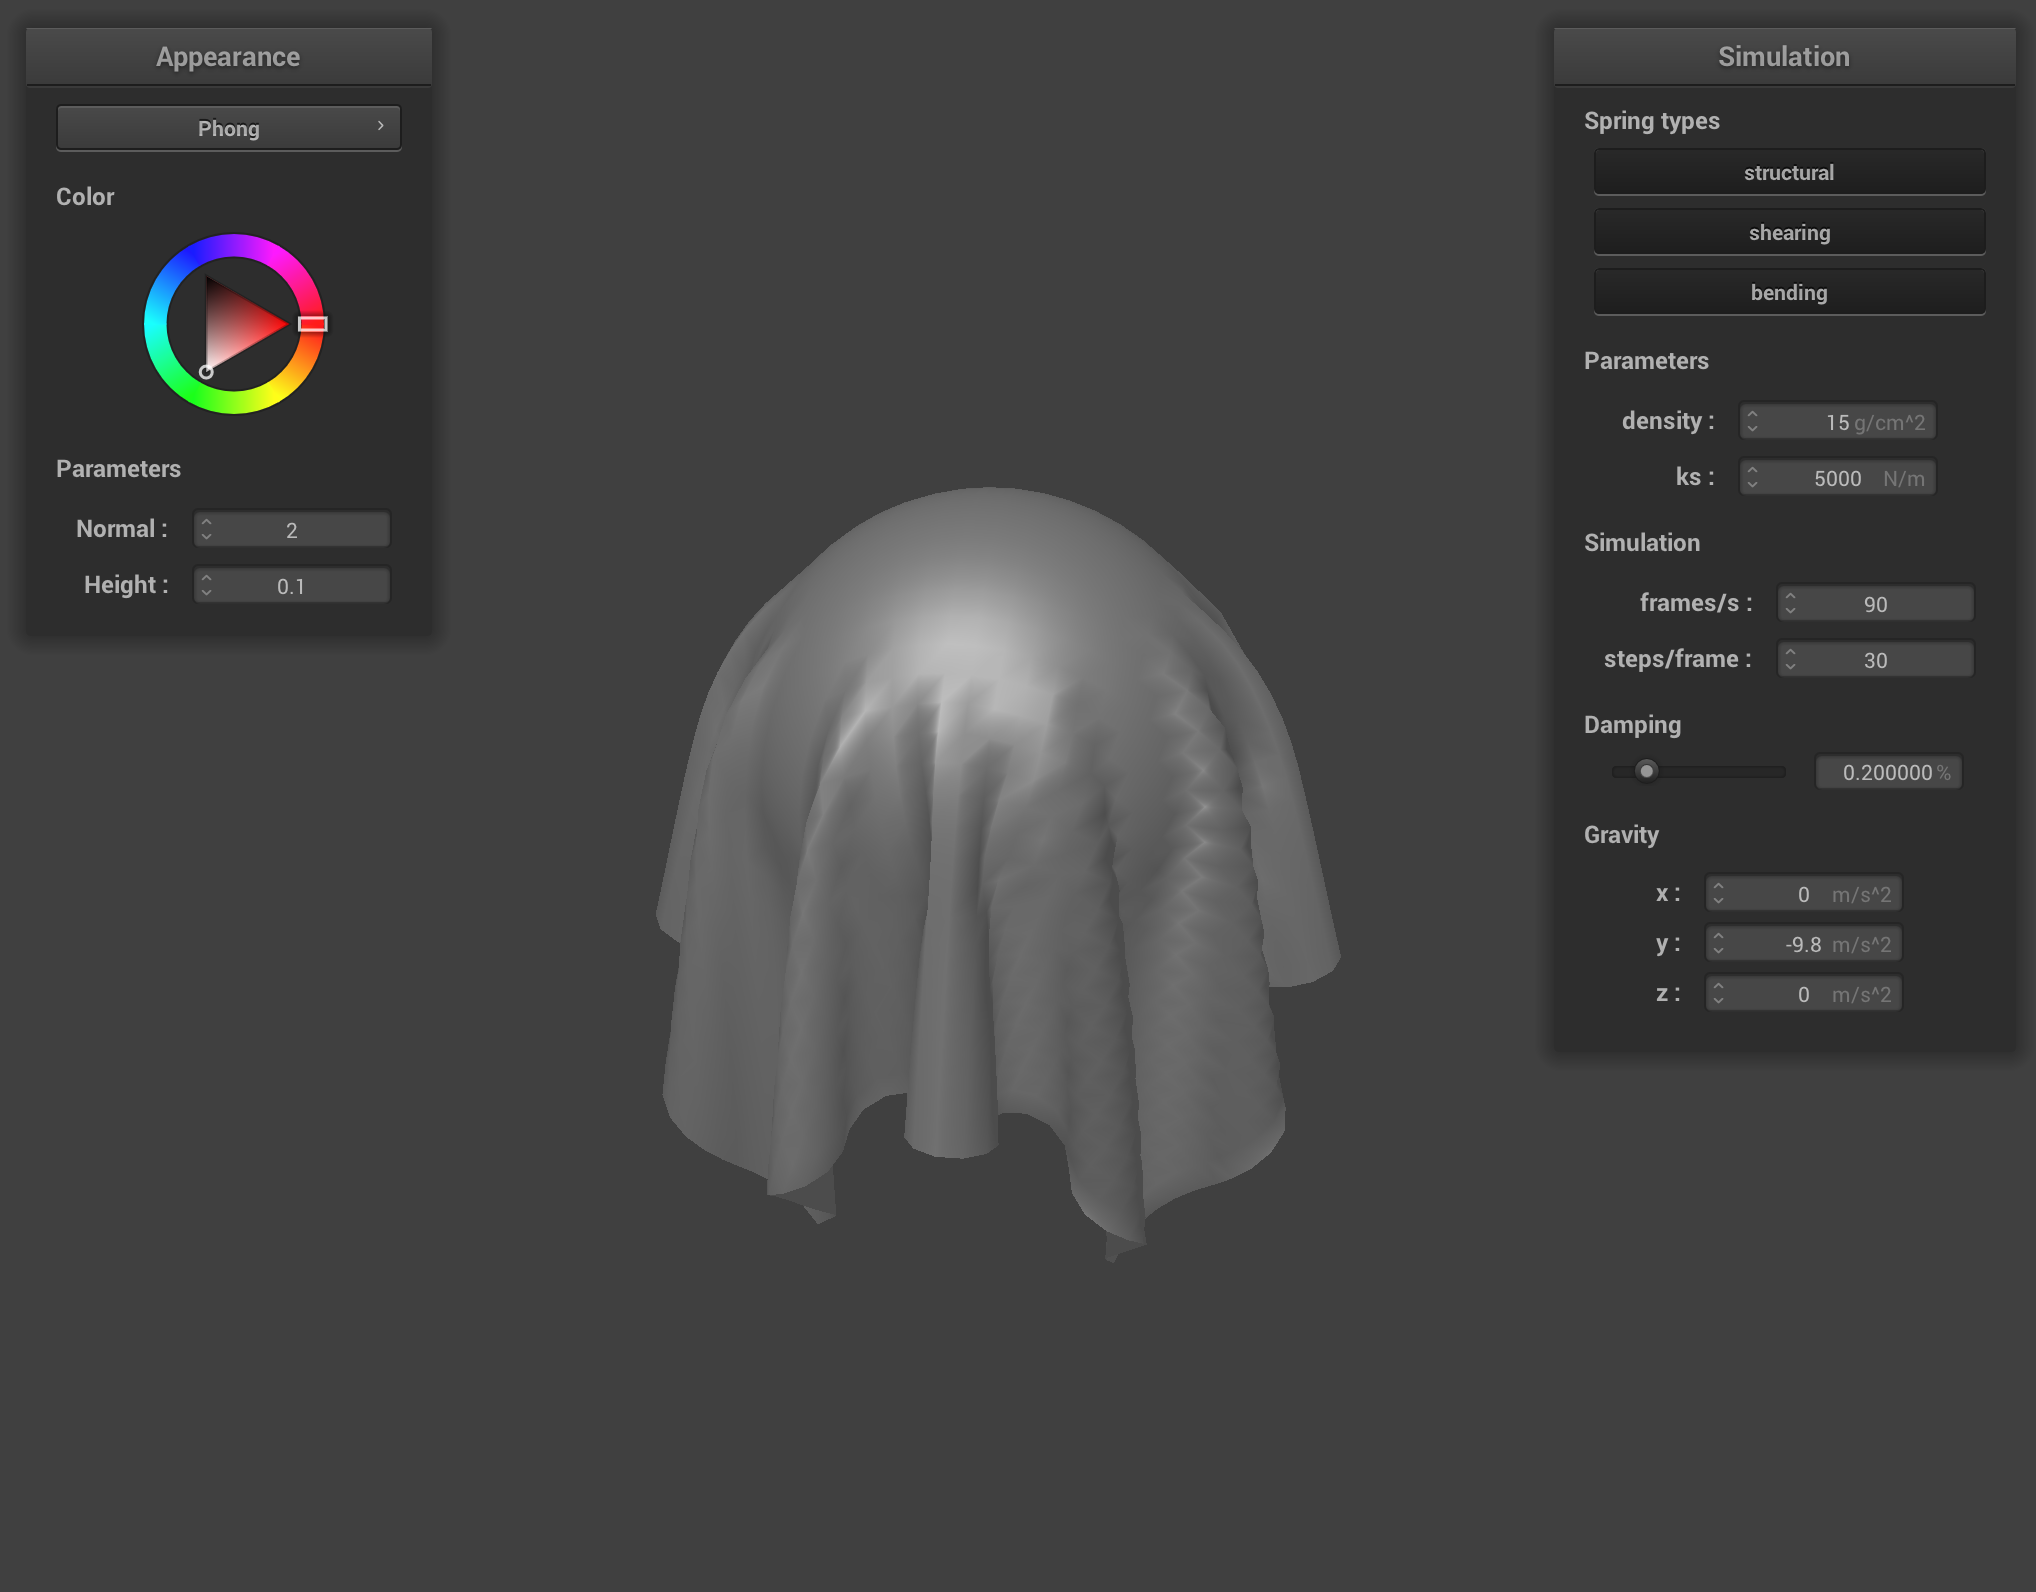 Appearance
Phong
Color
Parameters
Normal : 2
Height : 0.1
Simulation
Spring types
structural
shearing
bending
Parameters
density : 15 g/cm^2
ks : 5000 N/m
Simulation
frames/s : 90
steps/frame : 30
Damping
0.200000 %
Gravity
x : 0 m/s^2
y : -9.8 m/s^2
z : 0 m/s^2